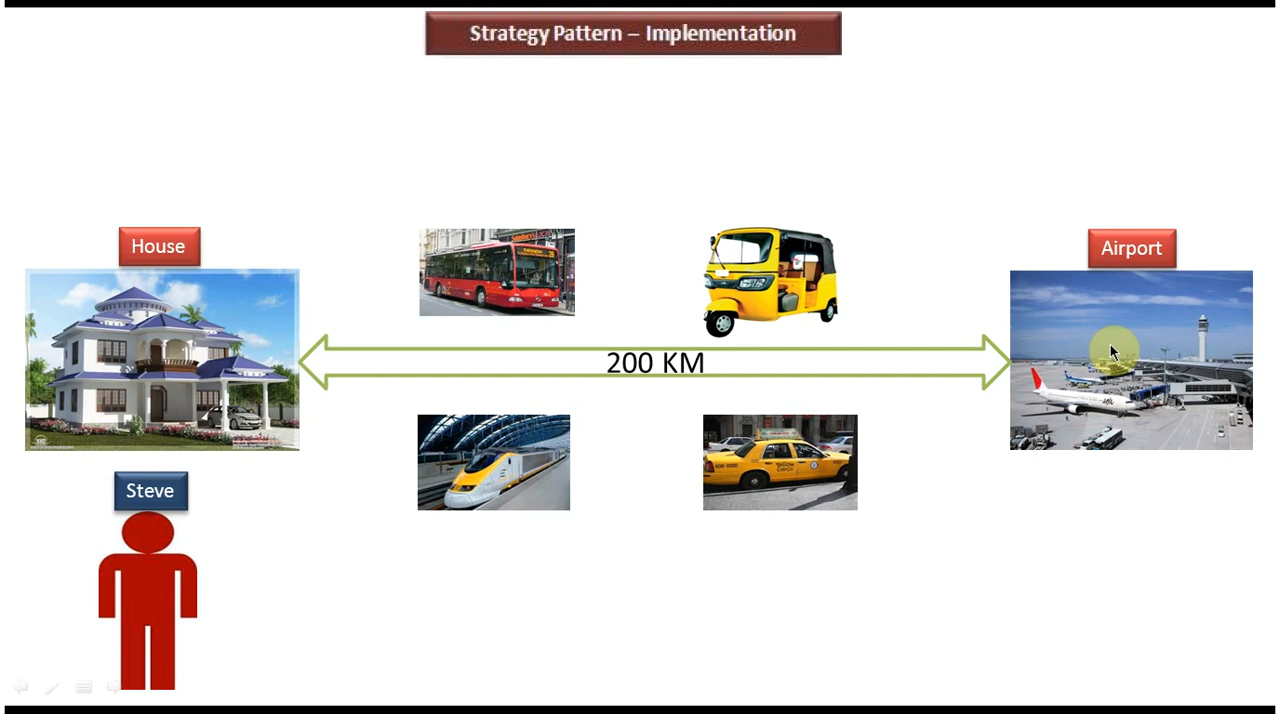 Strategy Pattern – Implementation
House
Airport
200 KM
Steve